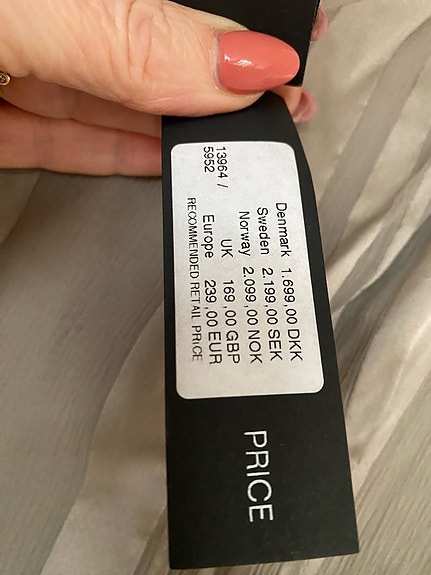 13964 /
5952
Denmark 1.699,00 DKK
Sweden 2.199,00 SEK
Norway 2.099,00 NOK
UK 169,00 GBP
Europe 239,00 EUR
RECOMMENDED RETAIL PRICE
PRICE